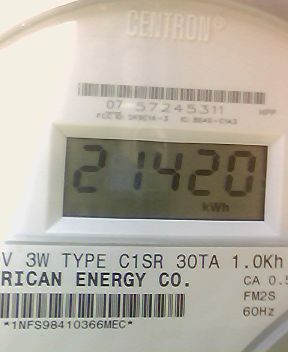 CENTRON®
07 57245311 HPP
21420
kWh
V 3W TYPE C1SR 30TA 1.0Kh
RICAN ENERGY CO. CA 0.5
FM2S
60Hz
*1NFS98410366MEC*